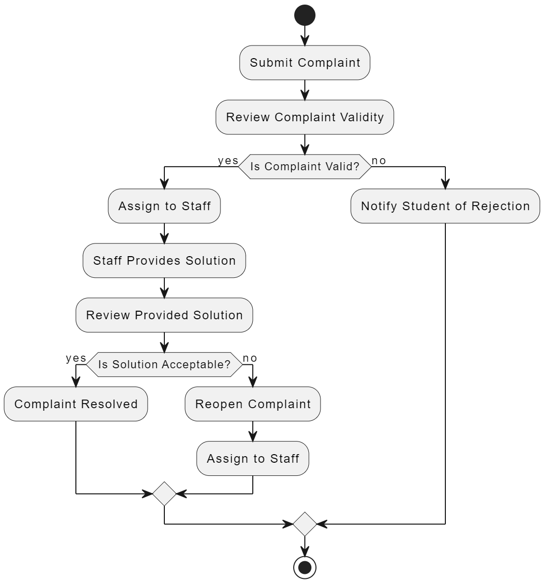 Submit Complaint
Review Complaint Validity
yes
Is Complaint Valid?
no
Assign to Staff
Notify Student of Rejection
Staff Provides Solution
Review Provided Solution
yes
Is Solution Acceptable?
no
Complaint Resolved
Reopen Complaint
Assign to Staff